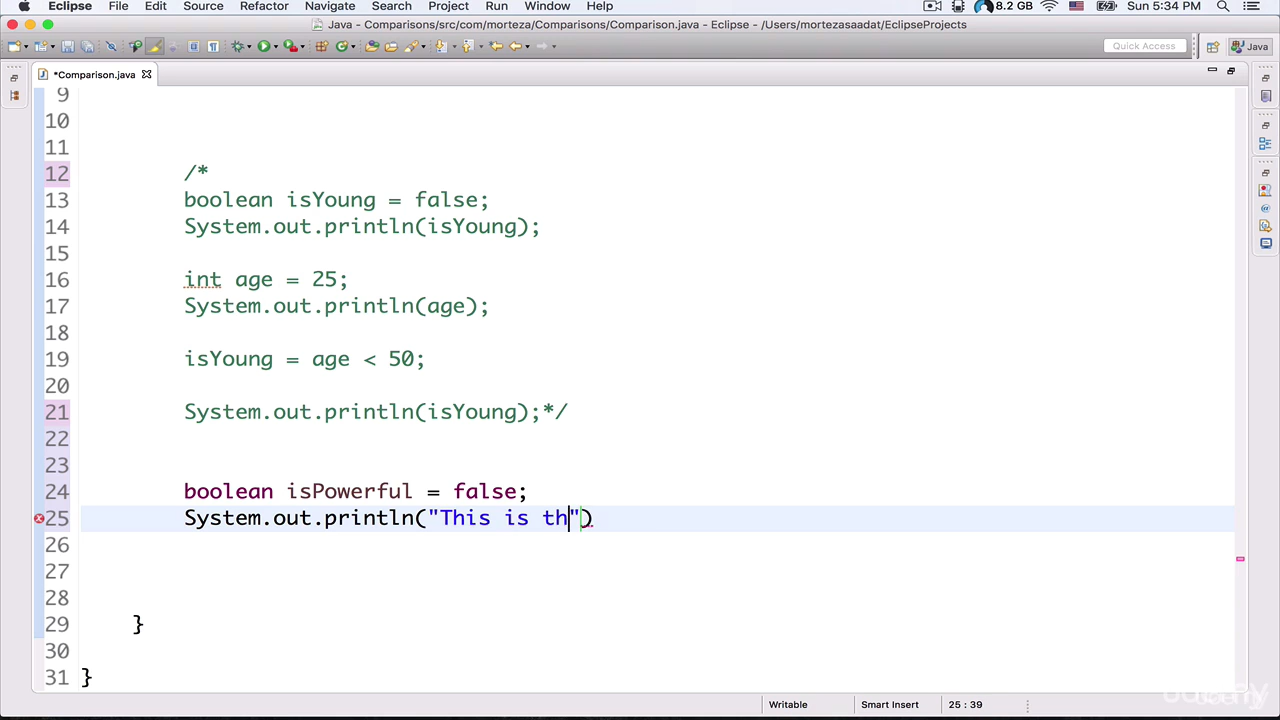 Eclipse File Edit Source Refactor Navigate Search Project Run Window Help 8.2 GB Sun 5:34 PM
Java - Comparisons/src/com/morteza/Comparisons/Comparison.java - Eclipse - /Users/mortezasaadat/EclipseProjects
Quick Access Java
*Comparison.java
9
10
11
12 /*
13 boolean isYoung = false;
14 System.out.println(isYoung);
15
16 int age = 25;
17 System.out.println(age);
18
19 isYoung = age < 50;
20
21 System.out.println(isYoung);*/
22
23
24 boolean isPowerful = false;
25 System.out.println("This is th")
26
27
28
29 }
30
31 }
Writable Smart Insert 25 : 39